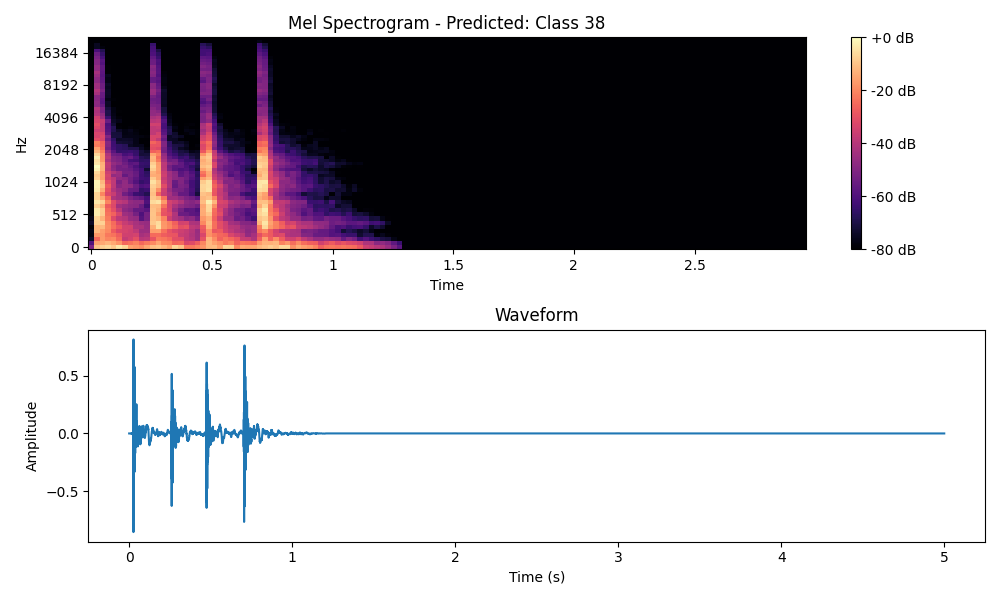 Mel Spectrogram - Predicted: Class 38
Hz
16384
8192
4096
2048
1024
512
0
0 0.5 1 1.5 2 2.5
Time
+0 dB
-20 dB
-40 dB
-60 dB
-80 dB
Waveform
Amplitude
0.5
0.0
−0.5
0 1 2 3 4 5
Time (s)